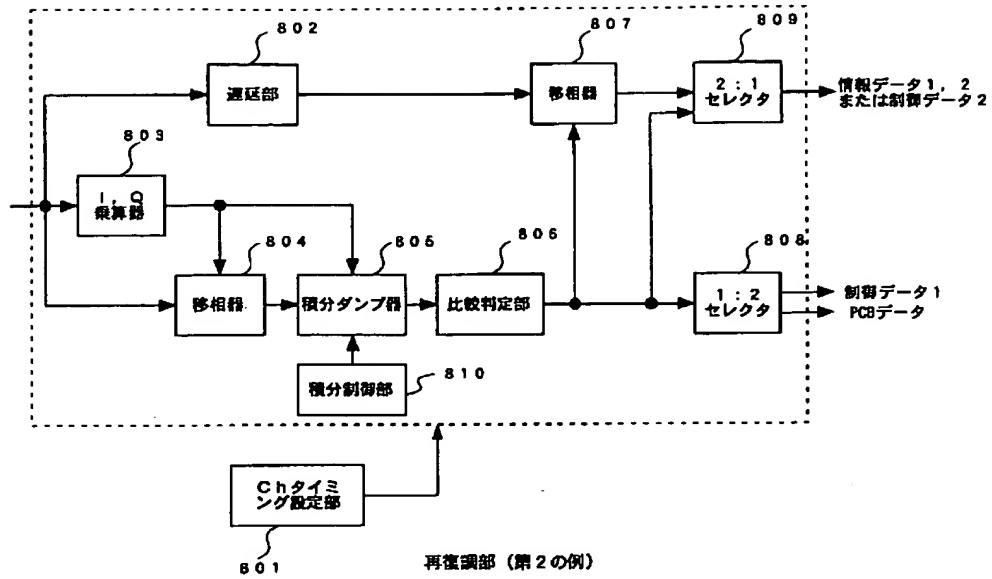 802
遅延部
807
移相器
809
2：1
セレクタ
情報データ1，2
または制御データ2
803
I，Q
乗算器
804
移相器
805
積分ダンプ器
806
比較判定部
808
1：2
セレクタ
制御データ1
PCBデータ
積分制御部
810
Chタイミ
ング設定部
801
再復調部（第2の例）